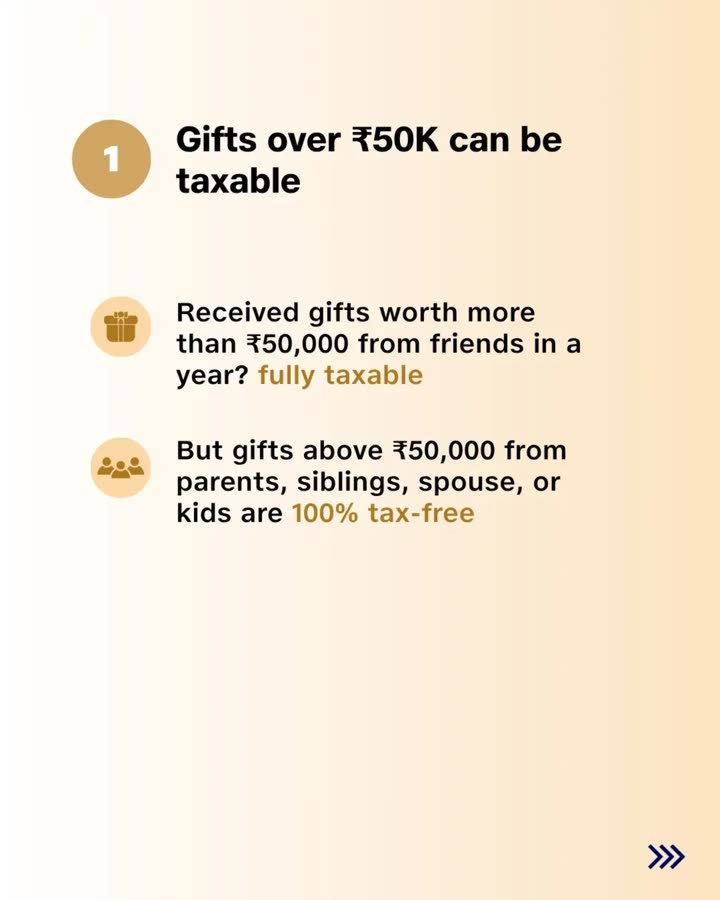 1
Gifts over ₹50K can be
taxable
Received gifts worth more
than ₹50,000 from friends in a
year? fully taxable
But gifts above ₹50,000 from
parents, siblings, spouse, or
kids are 100% tax-free